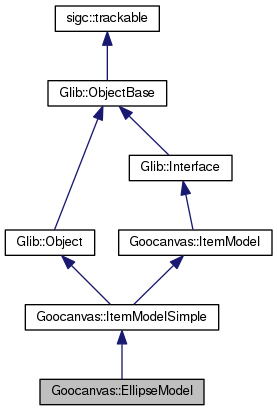 sigc::trackable
Glib::ObjectBase
Glib::Interface
Glib::Object
Goocanvas::ItemModel
Goocanvas::ItemModelSimple
Goocanvas::EllipseModel